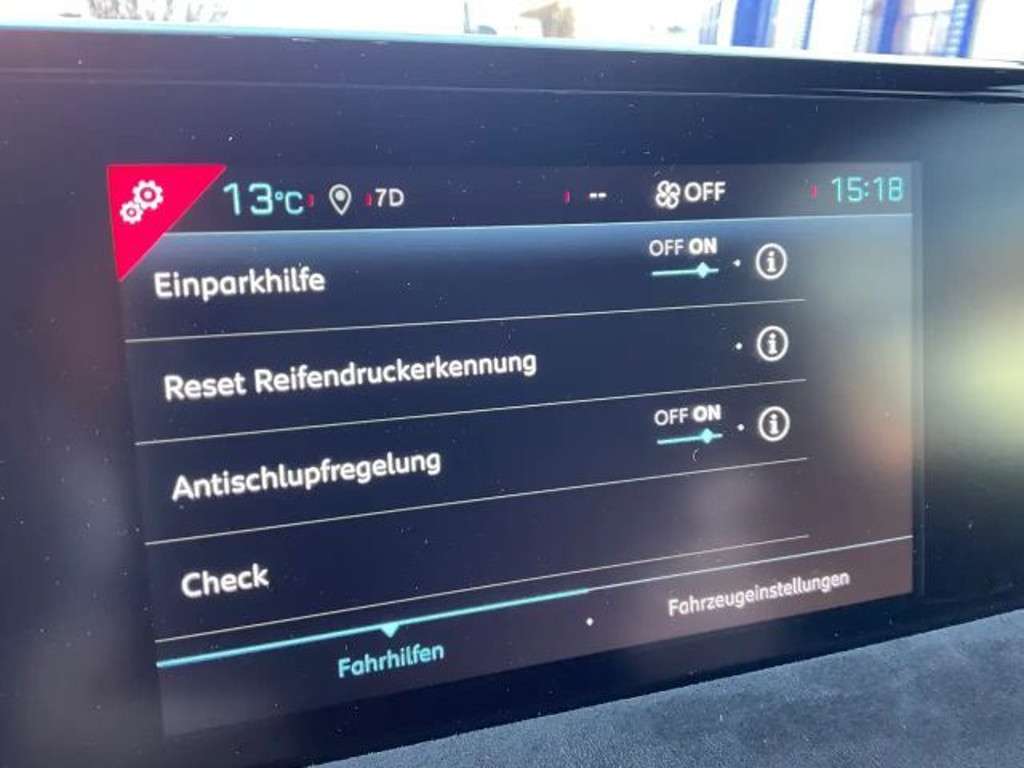 13°C 7D -- OFF 15:18
Einparkhilfe OFF ON
Reset Reifendruckerkennung
Antischlupfregelung OFF ON
Check
Fahrhilfen Fahrzeugeinstellungen